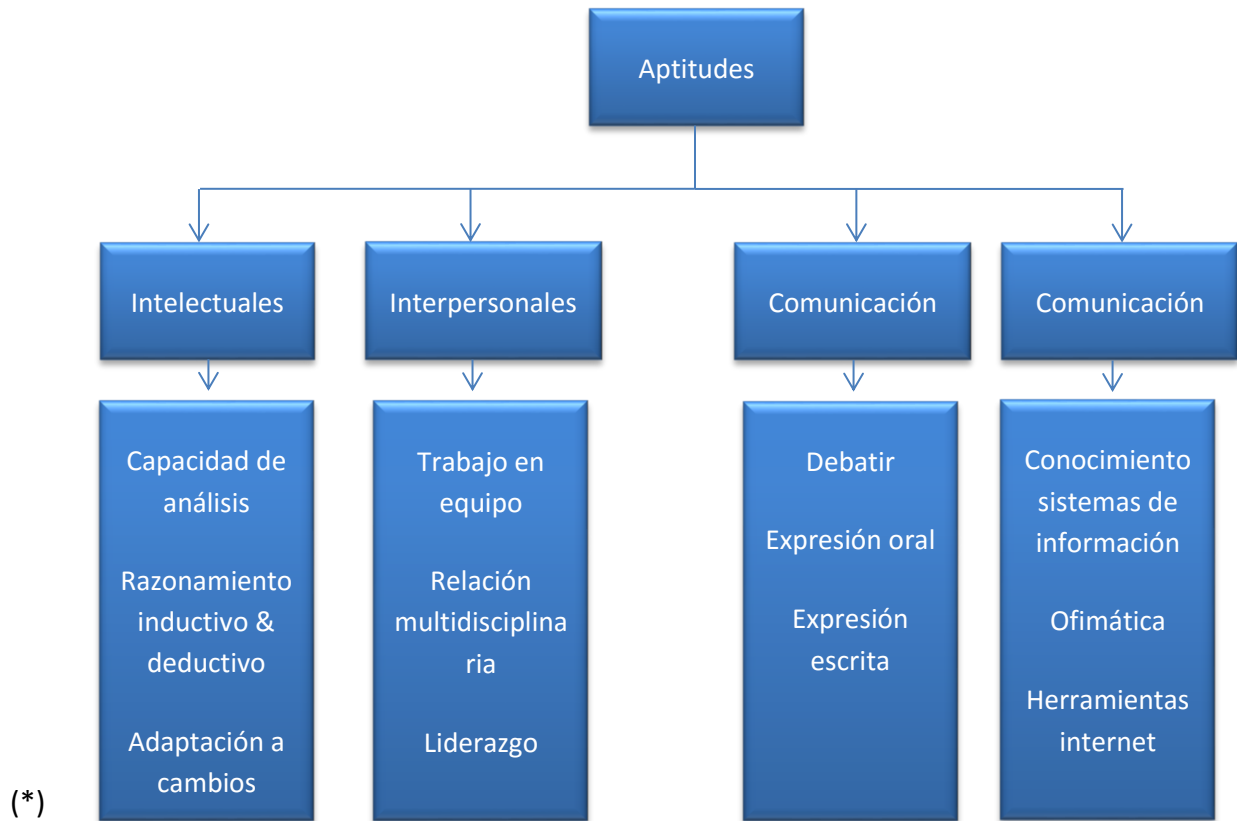 Aptitudes
Intelectuales
Interpersonales
Comunicación
Comunicación
Capacidad de
análisis
Razonamiento
inductivo &
deductivo
Adaptación a
cambios
Trabajo en
equipo
Relación
multidisciplina
ria
Liderazgo
Debatir
Expresión oral
Expresión
escrita
Conocimiento
sistemas de
información
Ofimática
Herramientas
internet
(*)